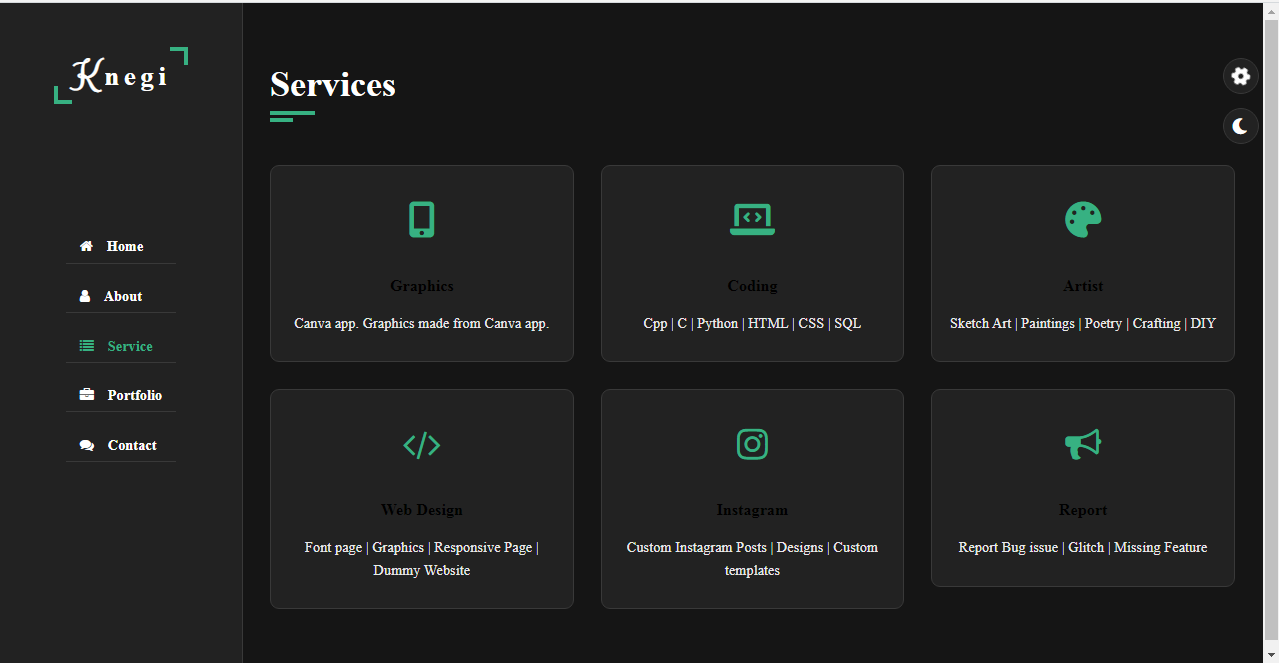 Knegi
Home
About
Service
Portfolio
Contact
Services
Graphics
Canva app. Graphics made from Canva app.
Coding
Cpp | C | Python | HTML | CSS | SQL
Artist
Sketch Art | Paintings | Poetry | Crafting | DIY
Web Design
Font page | Graphics | Responsive Page |
Dummy Website
Instagram
Custom Instagram Posts | Designs | Custom
templates
Report
Report Bug issue | Glitch | Missing Feature